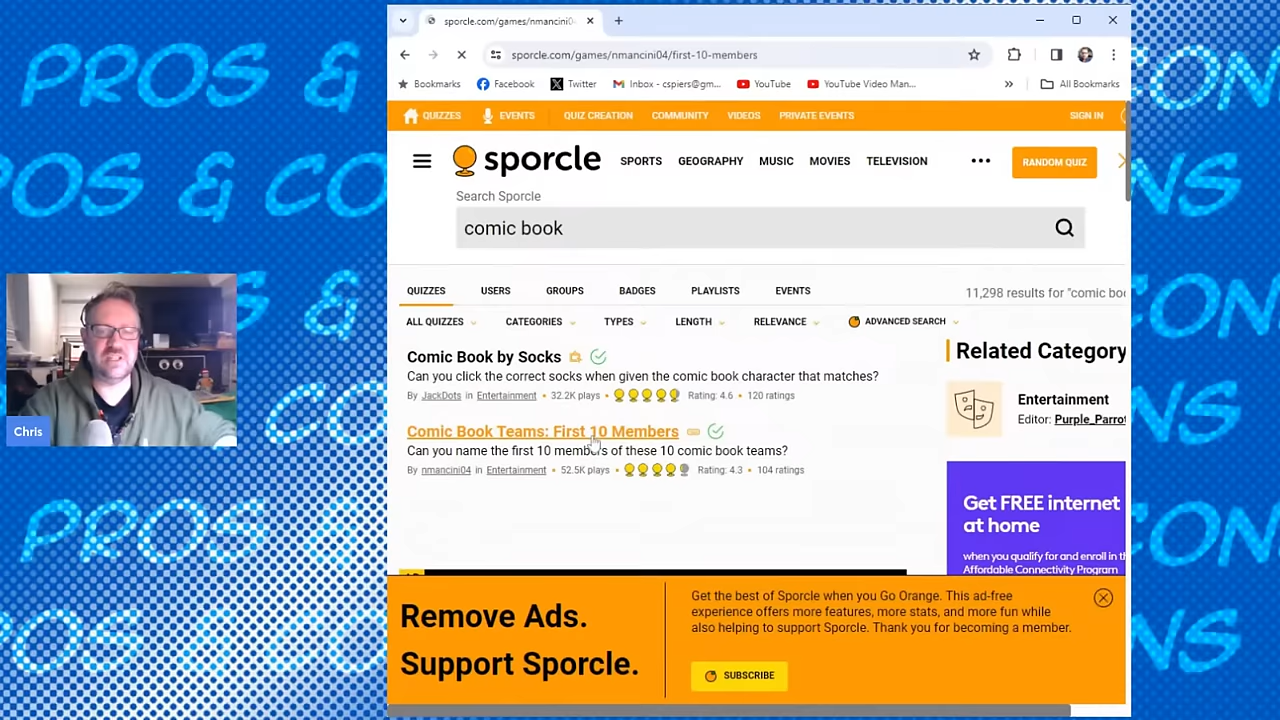 PROS &
CON
OS & CO
NS
Chris
sporcle.com/games/nmancini0
sporcle.com/games/nmancini04/first-10-members
Bookmarks
Facebook
Twitter
Inbox - cspiers@gm...
YouTube
YouTube Video Man...
»
All Bookmarks
QUIZZES
EVENTS
QUIZ CREATION
COMMUNITY
VIDEOS
PRIVATE EVENTS
SIGN IN
sporcle
SPORTS
GEOGRAPHY
MUSIC
MOVIES
TELEVISION
RANDOM QUIZ
Search Sporcle
comic book
QUIZZES
USERS
GROUPS
BADGES
PLAYLISTS
EVENTS
11,298 results for "comic boo
ALL QUIZZES
CATEGORIES
TYPES
LENGTH
RELEVANCE
ADVANCED SEARCH
Comic Book by Socks
Can you click the correct socks when given the comic book character that matches?
By JackDots in Entertainment • 32.2K plays • Rating: 4.6 • 120 ratings
Comic Book Teams: First 10 Members
Can you name the first 10 members of these 10 comic book teams?
By nmancini04 in Entertainment • 52.5K plays • Rating: 4.3 • 104 ratings
Related Category
Entertainment
Editor: Purple_Parrot
Get FREE internet
at home
when you qualify for and enroll in th
Affordable Connectivity Program
Remove Ads.
Support Sporcle.
Get the best of Sporcle when you Go Orange. This ad-free
experience offers more features, more stats, and more fun while
also helping to support Sporcle. Thank you for becoming a member.
SUBSCRIBE